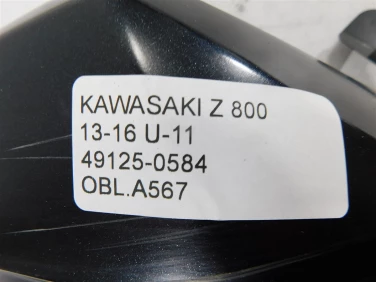 KAWASAKI Z 800
13-16 U-11
49125-0584
OBL.A567